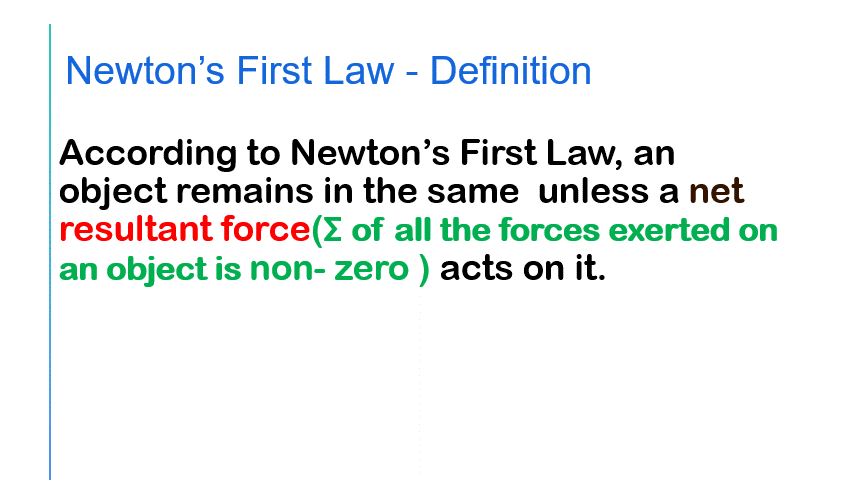 Newton’s First Law - Definition
According to Newton’s First Law, an
object remains in the same  unless a net
resultant force(Σ of all the forces exerted on
an object is non- zero ) acts on it.